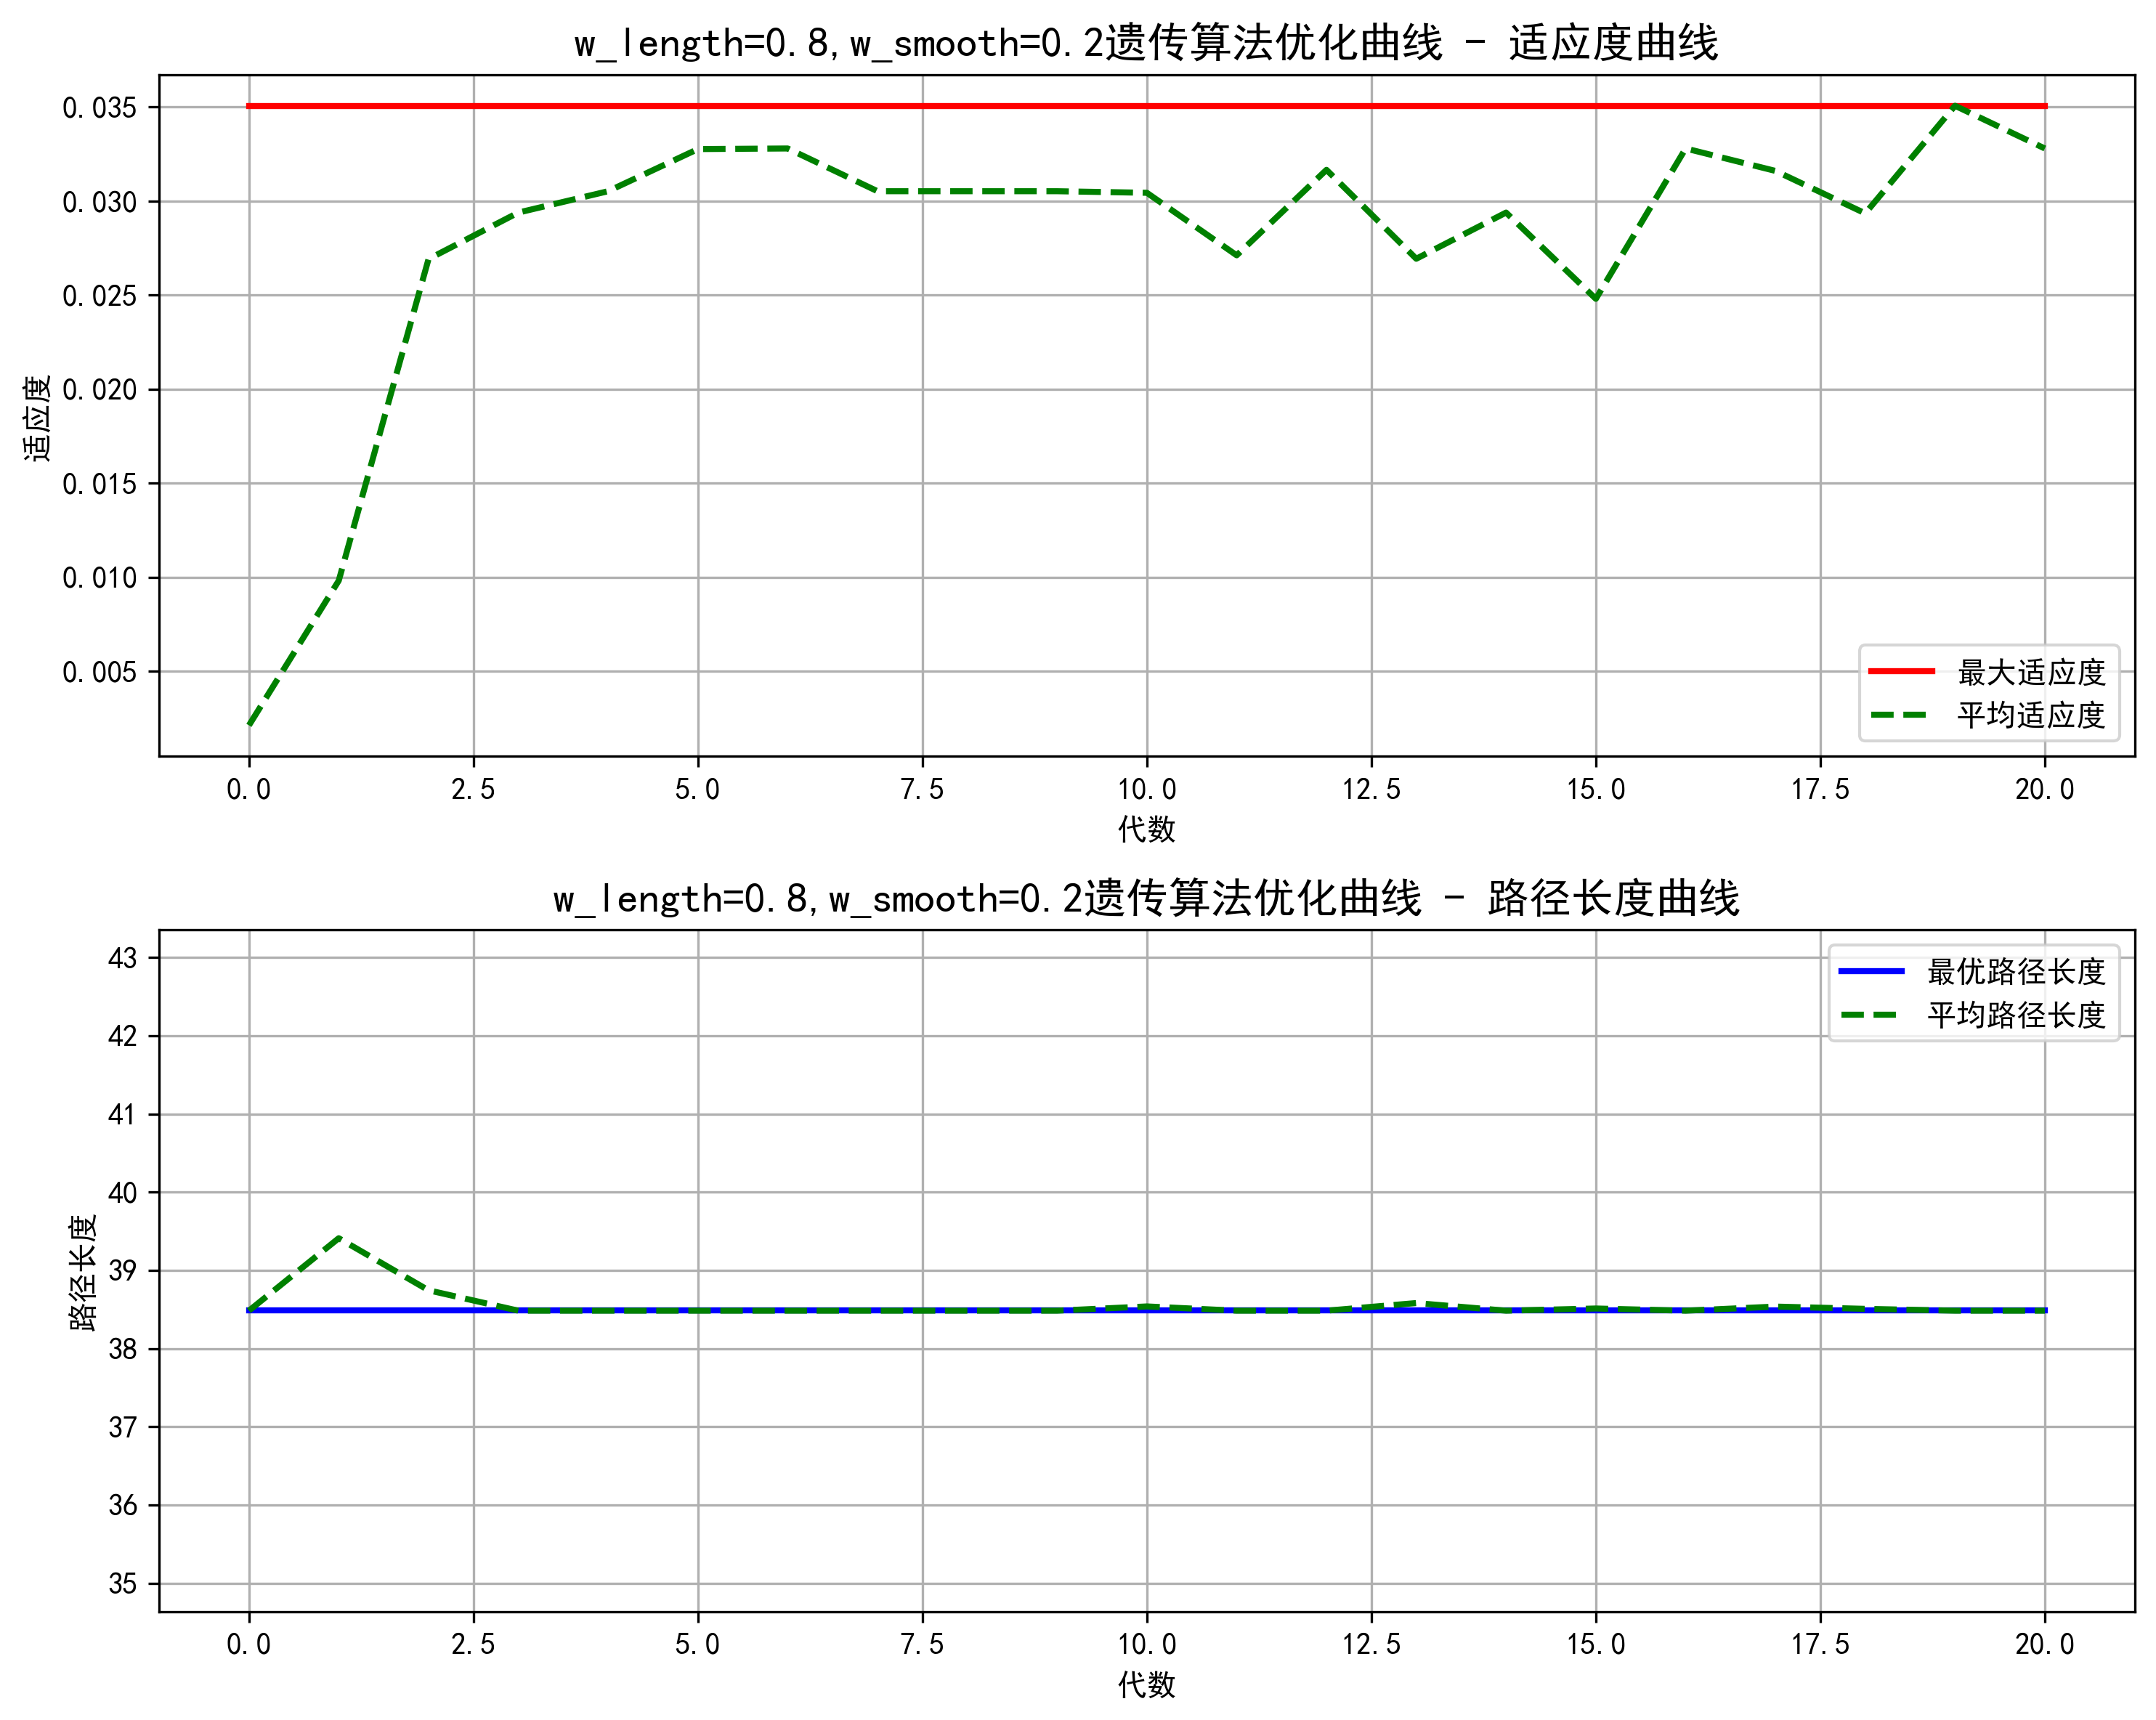 w_length=0.8,w_smooth=0.2遗传算法优化曲线 - 适应度曲线
0.035
0.030
0.025
0.020
0.015
0.010
0.005
适应度
最大适应度
平均适应度
0.0 2.5 5.0 7.5 10.0 12.5 15.0 17.5 20.0
代数
w_length=0.8,w_smooth=0.2遗传算法优化曲线 - 路径长度曲线
43
42
41
40
39
38
37
36
35
路径长度
最优路径长度
平均路径长度
0.0 2.5 5.0 7.5 10.0 12.5 15.0 17.5 20.0
代数